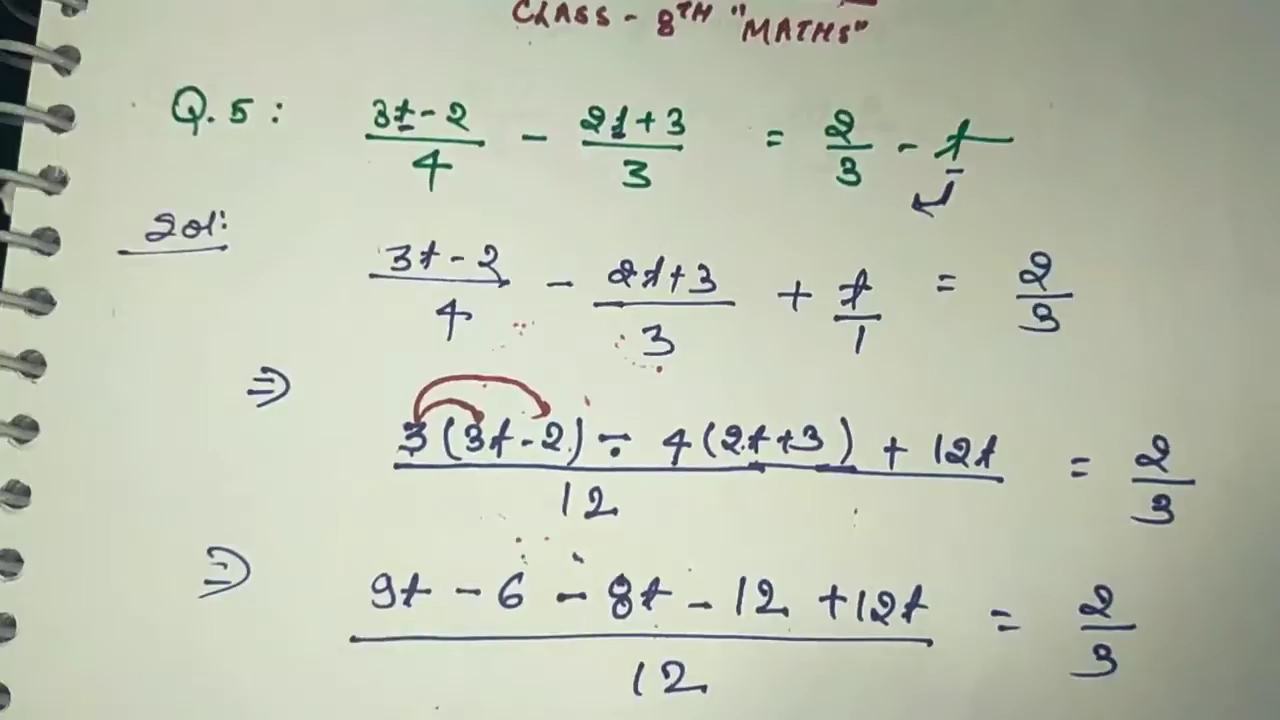 CLASS - 8TH "MATHS"
Q.5: (3t-2)/4 - (2t+3)/3 = 2/3 - t
Sol:
(3t-2)/4 - (2t+3)/3 + t/1 = 2/3
⇒ (3(3t-2) - 4(2t+3) + 12t)/12 = 2/3
⇒ (9t - 6 - 8t - 12 + 12t)/12 = 2/3